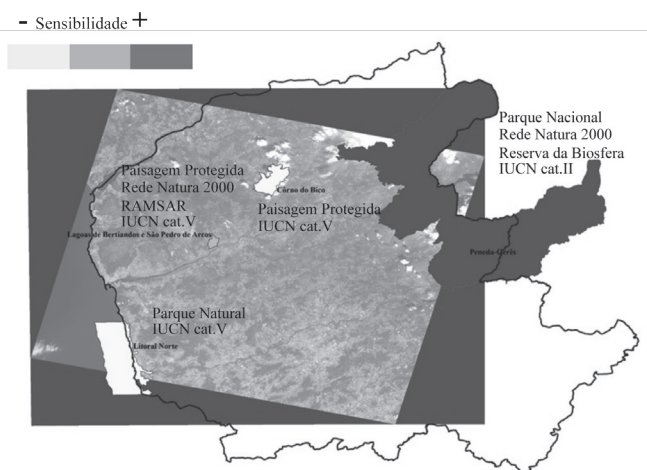 - Sensibilidade +
Parque Nacional
Rede Natura 2000
Reserva da Biosfera
IUCN cat.II
Paisagem Protegida
Rede Natura 2000
RAMSAR
IUCN cat.V
Corno do Bico
Paisagem Protegida
IUCN cat.V
Lagoas de Bertiandos e São Pedro de Arcos
Peneda-Gerês
Parque Natural
IUCN cat.V
Litoral Norte